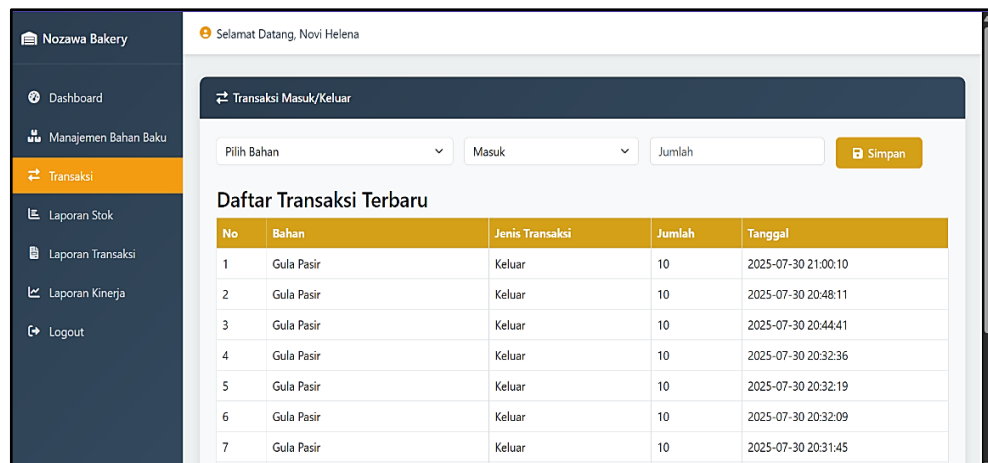 Nozawa Bakery
Selamat Datang, Novi Helena
Dashboard
Manajemen Bahan Baku
Transaksi
Laporan Stok
Laporan Transaksi
Laporan Kinerja
Logout
Transaksi Masuk/Keluar
Pilih Bahan Masuk Jumlah Simpan
Daftar Transaksi Terbaru
No Bahan Jenis Transaksi Jumlah Tanggal
1 Gula Pasir Keluar 10 2025-07-30 21:00:10
2 Gula Pasir Keluar 10 2025-07-30 20:48:11
3 Gula Pasir Keluar 10 2025-07-30 20:44:41
4 Gula Pasir Keluar 10 2025-07-30 20:32:36
5 Gula Pasir Keluar 10 2025-07-30 20:32:19
6 Gula Pasir Keluar 10 2025-07-30 20:32:09
7 Gula Pasir Keluar 10 2025-07-30 20:31:45